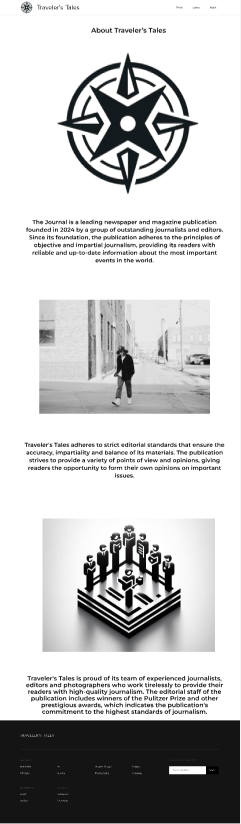 Traveler's Tales
About Traveler's Tales
The Journal is a leading newspaper and magazine publication
founded in 2024 by a group of outstanding journalists and editors.
Since its foundation, the publication adheres to the principles of
objective and impartial journalism, providing its readers with
reliable and up-to-date information about the most important
events in the world.
Traveler's Tales adheres to strict editorial standards that ensure the
accuracy, impartiality and balance of its materials. The publication
strives to provide a variety of points of view and opinions, giving
readers the opportunity to form their own opinions on important
issues.
Traveler's Tales is proud of its team of experienced journalists,
editors and photographers who work tirelessly to provide their
readers with high-quality journalism. The editorial staff of the
publication includes winners of the Pulitzer Prize and other
prestigious awards, which indicates the publication's
commitment to the highest standards of journalism.
TRAVELLER'S TALES